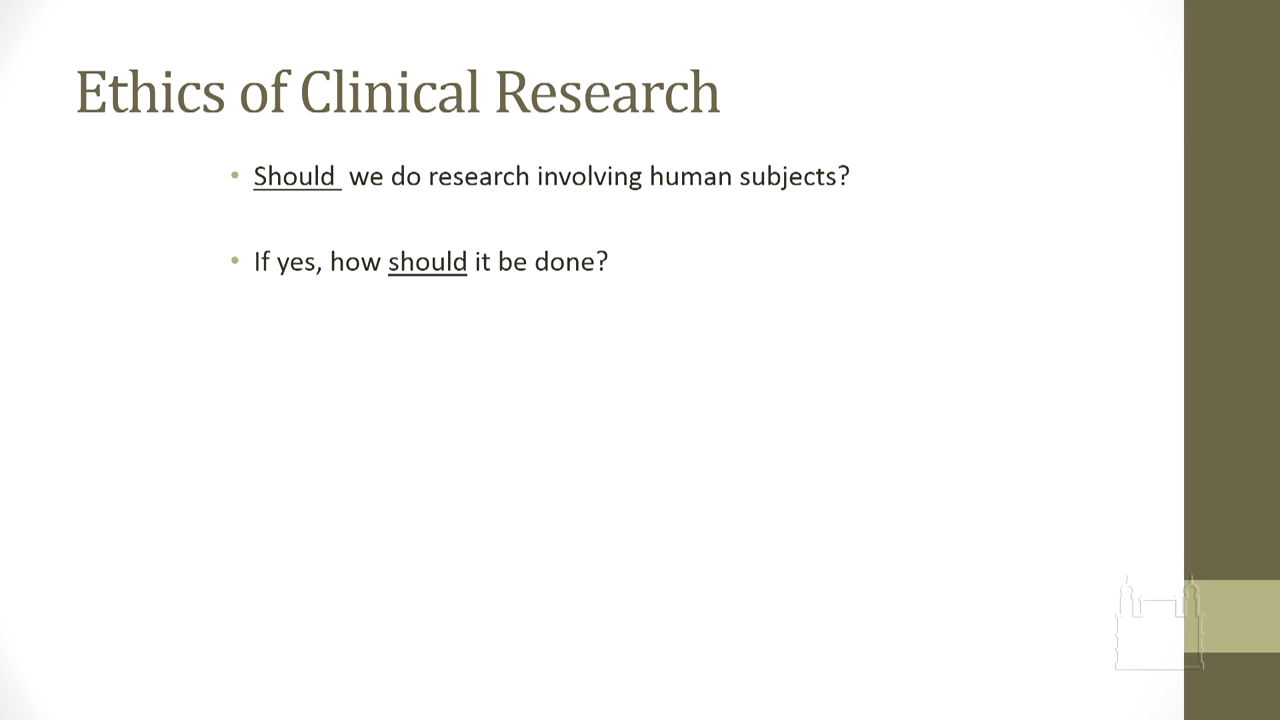 Ethics of Clinical Research
• Should we do research involving human subjects?
• If yes, how should it be done?